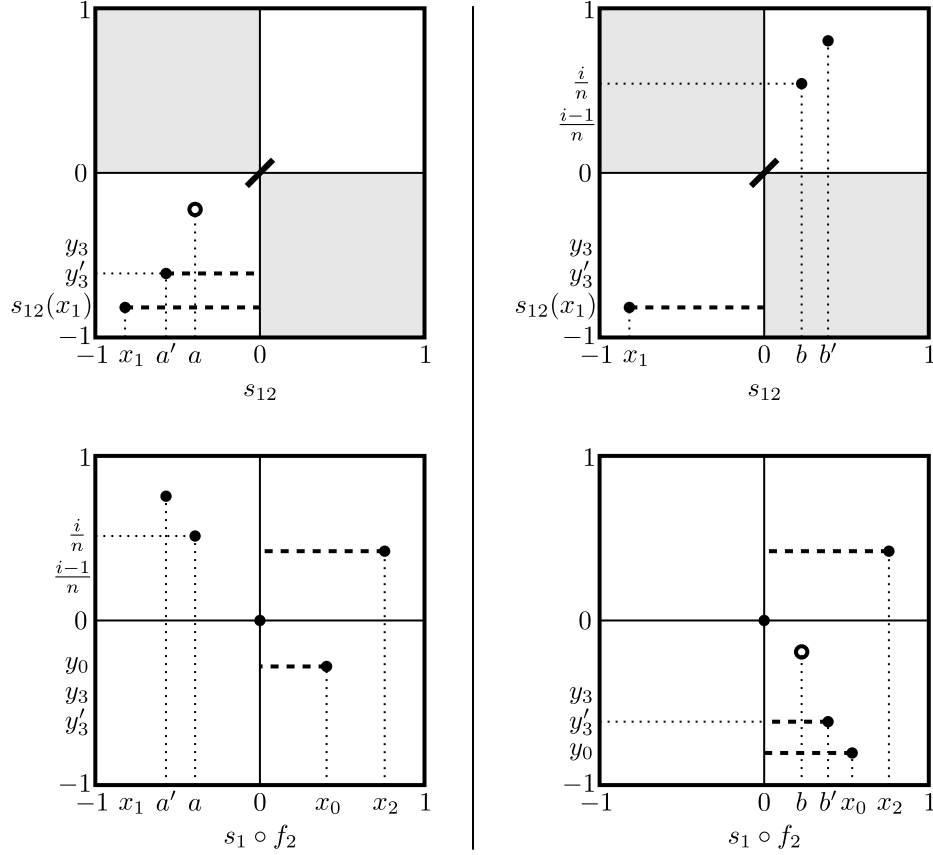 1
i/n
i−1/n
0
y₃
y′₃
s₁₂(x₁)
−1
−1 x₁ a′ a 0 1
s₁₂
1
i/n
i−1/n
0
y₃
y′₃
s₁₂(x₁)
−1
−1 x₁ 0 b b′ 1
s₁₂
1
i/n
i−1/n
0
y₀
y₃
y′₃
−1
−1 x₁ a′ a 0 x₀ x₂ 1
s₁ ∘ f₂
1
0
y₃
y′₃
y₀
−1
−1 0 b b′ x₀ x₂ 1
s₁ ∘ f₂